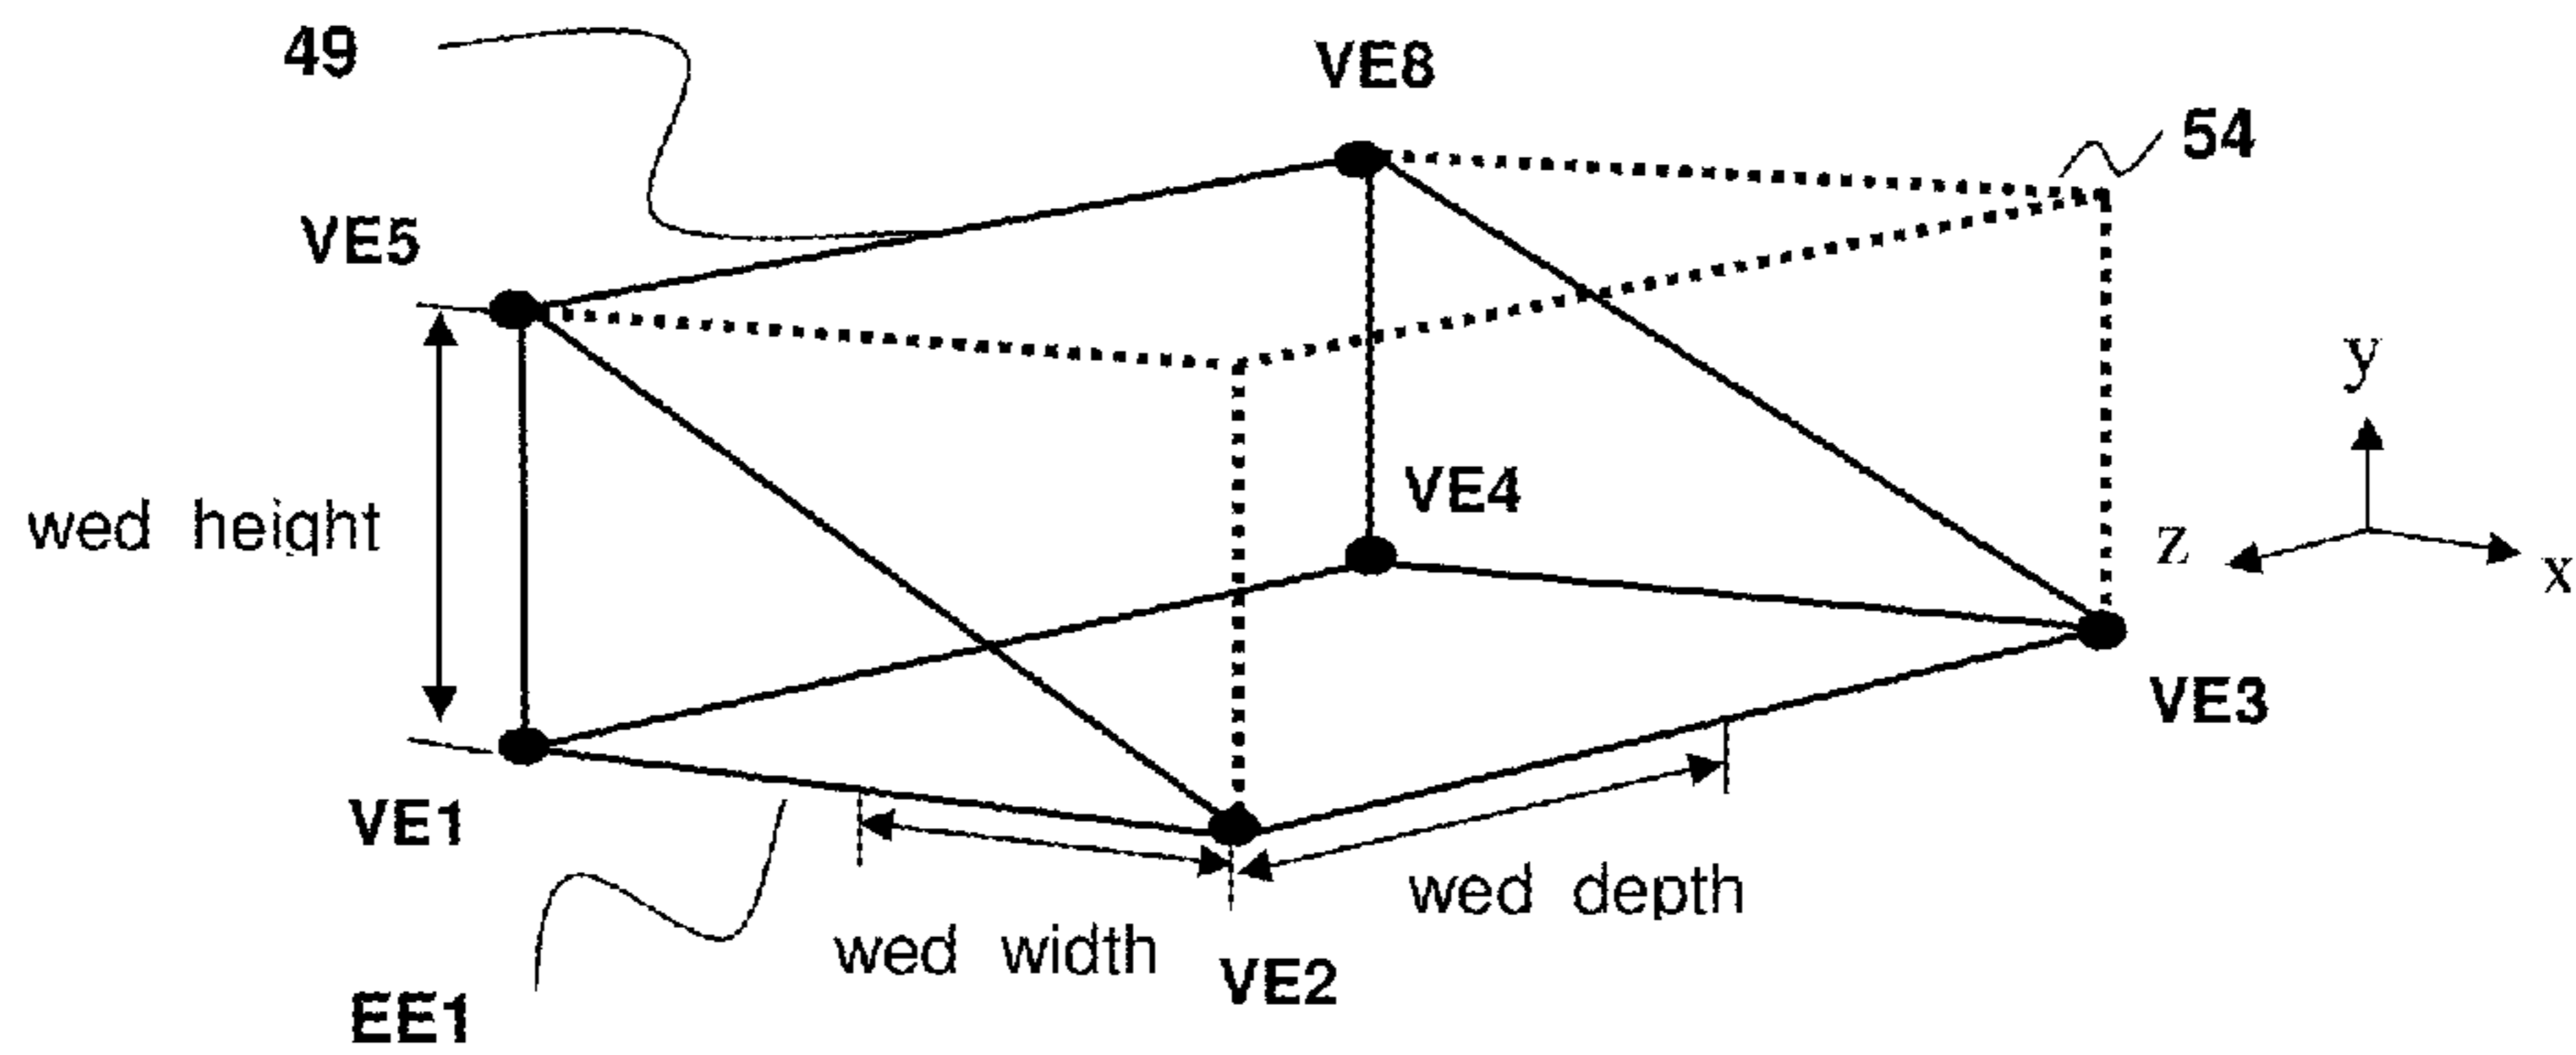 49
VE8
54
VE5
y
VE4
wed height
z
x
VE3
VE1
wed depth
wed width
VE2
EE1